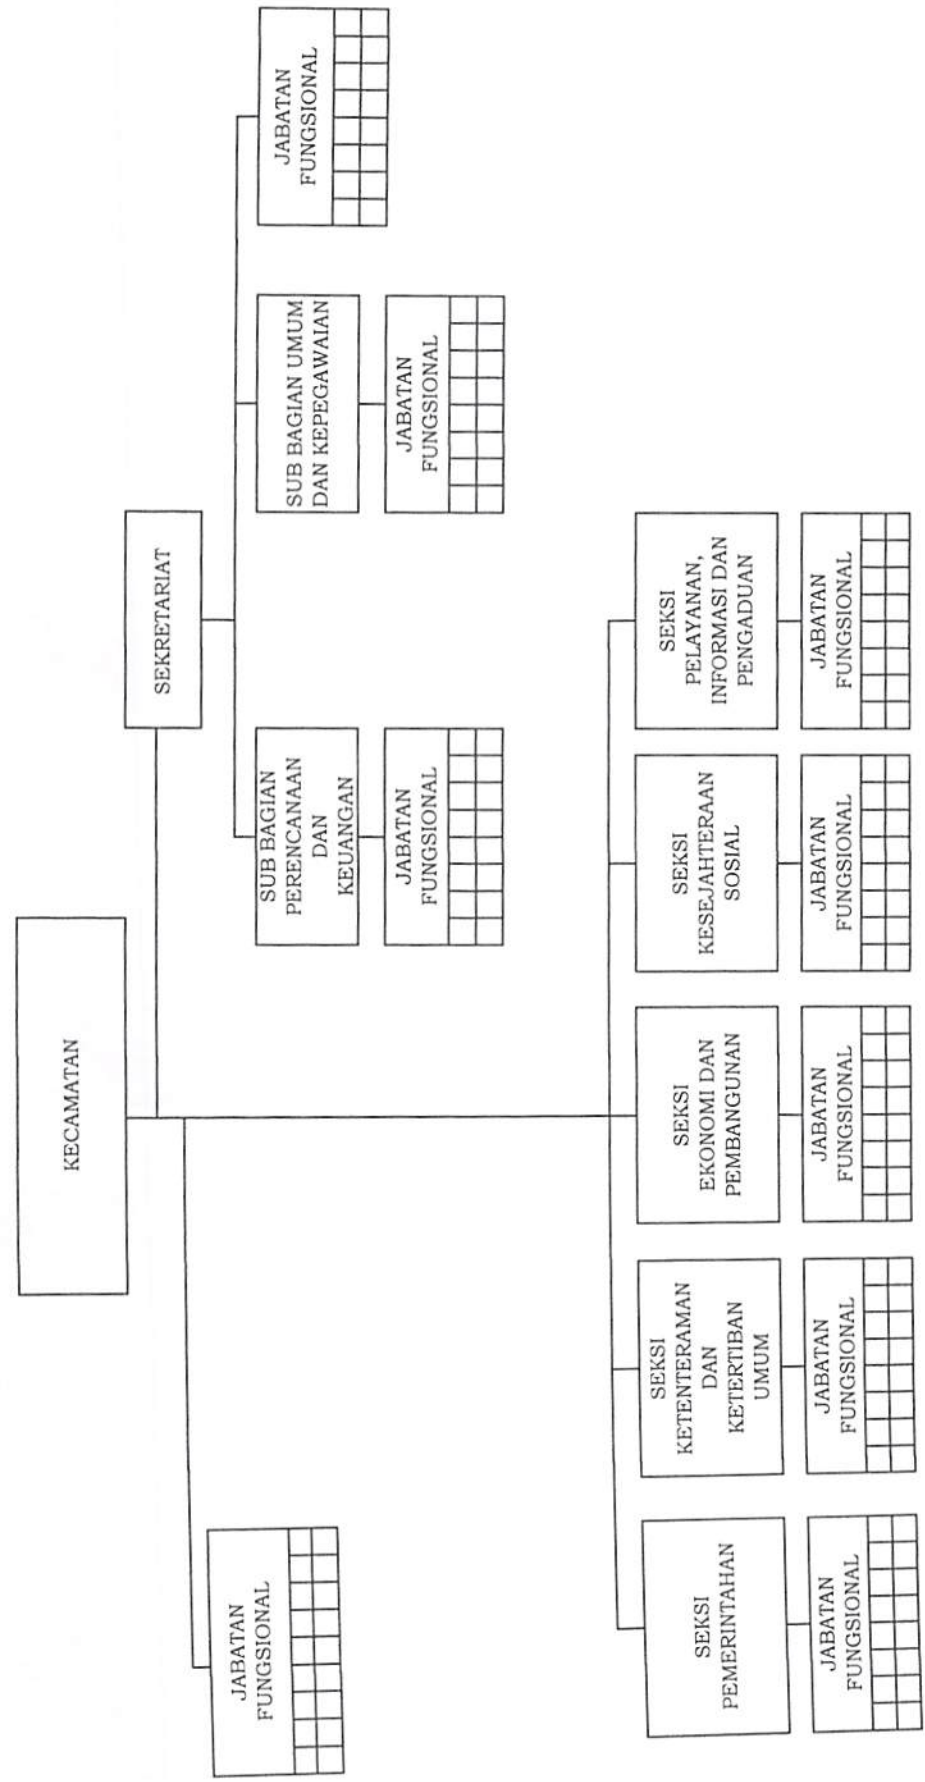 KECAMATAN
SEKRETARIAT
JABATAN
FUNGSIONAL
SUB BAGIAN
PERENCANAAN
DAN
KEUANGAN
SUB BAGIAN UMUM
DAN KEPEGAWAIAN
JABATAN
FUNGSIONAL
JABATAN
FUNGSIONAL
JABATAN
FUNGSIONAL
SEKSI
PEMERINTAHAN
SEKSI
KETENTERAMAN
DAN
KETERTIBAN
UMUM
SEKSI
EKONOMI DAN
PEMBANGUNAN
SEKSI
KESEJAHTERAAN
SOSIAL
SEKSI
PELAYANAN,
INFORMASI DAN
PENGADUAN
JABATAN
FUNGSIONAL
JABATAN
FUNGSIONAL
JABATAN
FUNGSIONAL
JABATAN
FUNGSIONAL
JABATAN
FUNGSIONAL